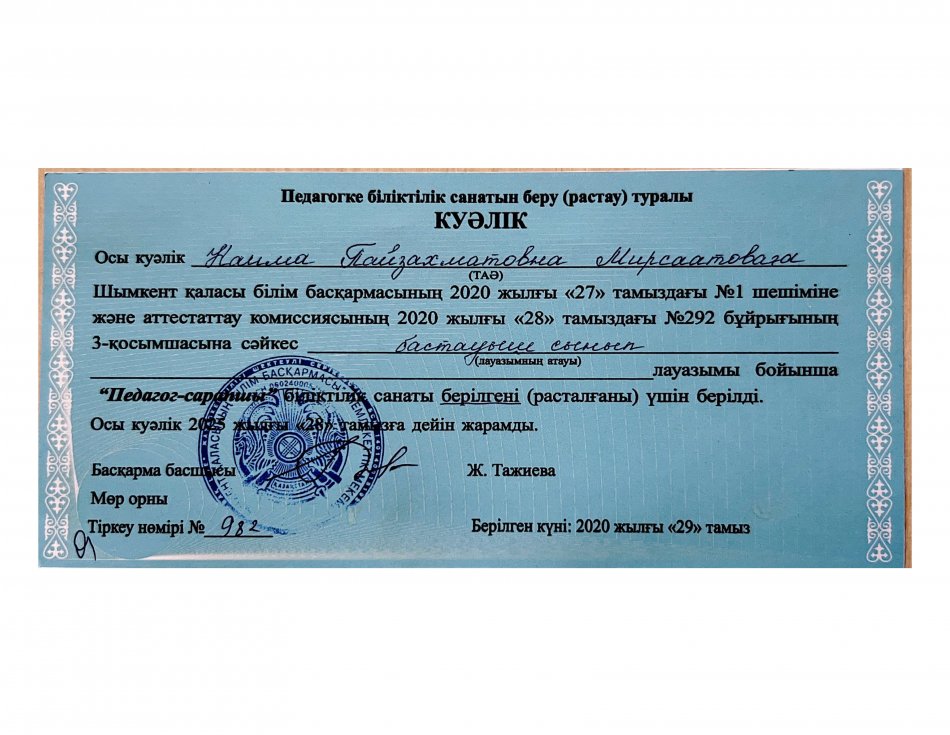 Педагогке біліктілік санатын беру (растау) туралы
КУӘЛІК
Осы куәлік Наима Пайзахматовна Мирсаатоваға
(ТАӘ)
Шымкент қаласы білім басқармасының 2020 жылғы «27» тамыздағы №1 шешіміне
және аттестаттау комиссиясының 2020 жылғы «28» тамыздағы №292 бұйрығының
3-қосымшасына сәйкес бастауыш сынып
(лауазымның атауы)
лауазымы бойынша
“Педагог-сарапшы” біліктілік санаты берілгені (расталғаны) үшін берілді.
Осы куәлік 2025 жылғы «28» тамызға дейін жарамды.
Басқарма басшысы Ж. Тажиева
Мөр орны
Тіркеу нөмірі № 982 Берілген күні: 2020 жылғы «29» тамыз
БІЛІМ БАСҚАРМАСЫ
ҚАЗАҚСТАН